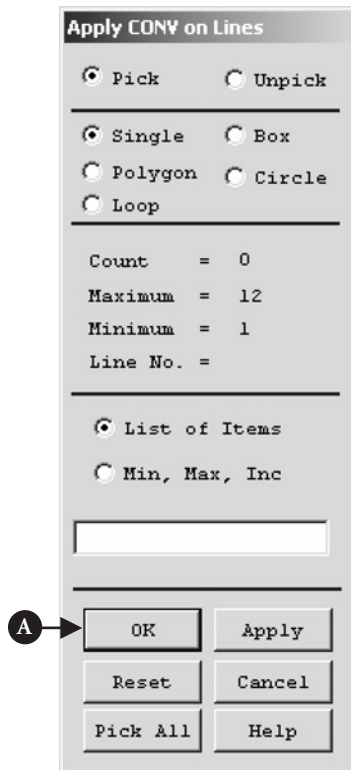 Apply CONV on Lines
Pick Unpick
Single Box
Polygon Circle
Loop
Count = 0
Maximum = 12
Minimum = 1
Line No. =
List of Items
Min, Max, Inc
A OK Apply
Reset Cancel
Pick All Help